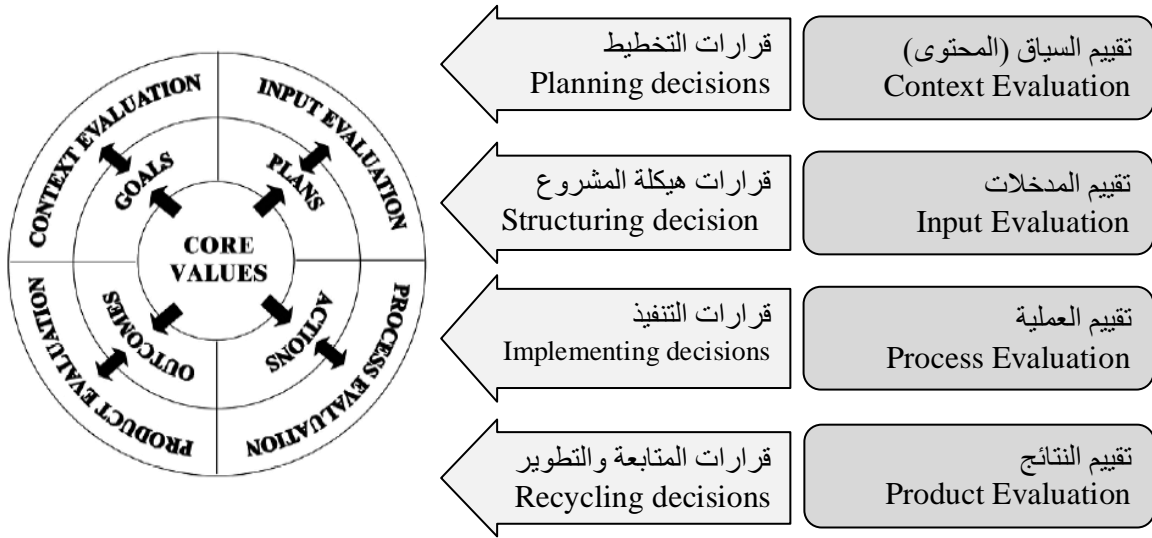 CONTEXT EVALUATION
INPUT EVALUATION
GOALS
PLANS
CORE
VALUES
OUTCOMES
ACTIONS
PRODUCT EVALUATION
PROCESS EVALUATION
تقييم السياق (المحتوى)
Context Evaluation
قرارات التخطيط
Planning decisions
تقييم المدخلات
Input Evaluation
قرارات هيكلة المشروع
Structuring decision
تقييم العملية
Process Evaluation
قرارات التنفيذ
Implementing decisions
تقييم النتائج
Product Evaluation
قرارات المتابعة والتطوير
Recycling decisions